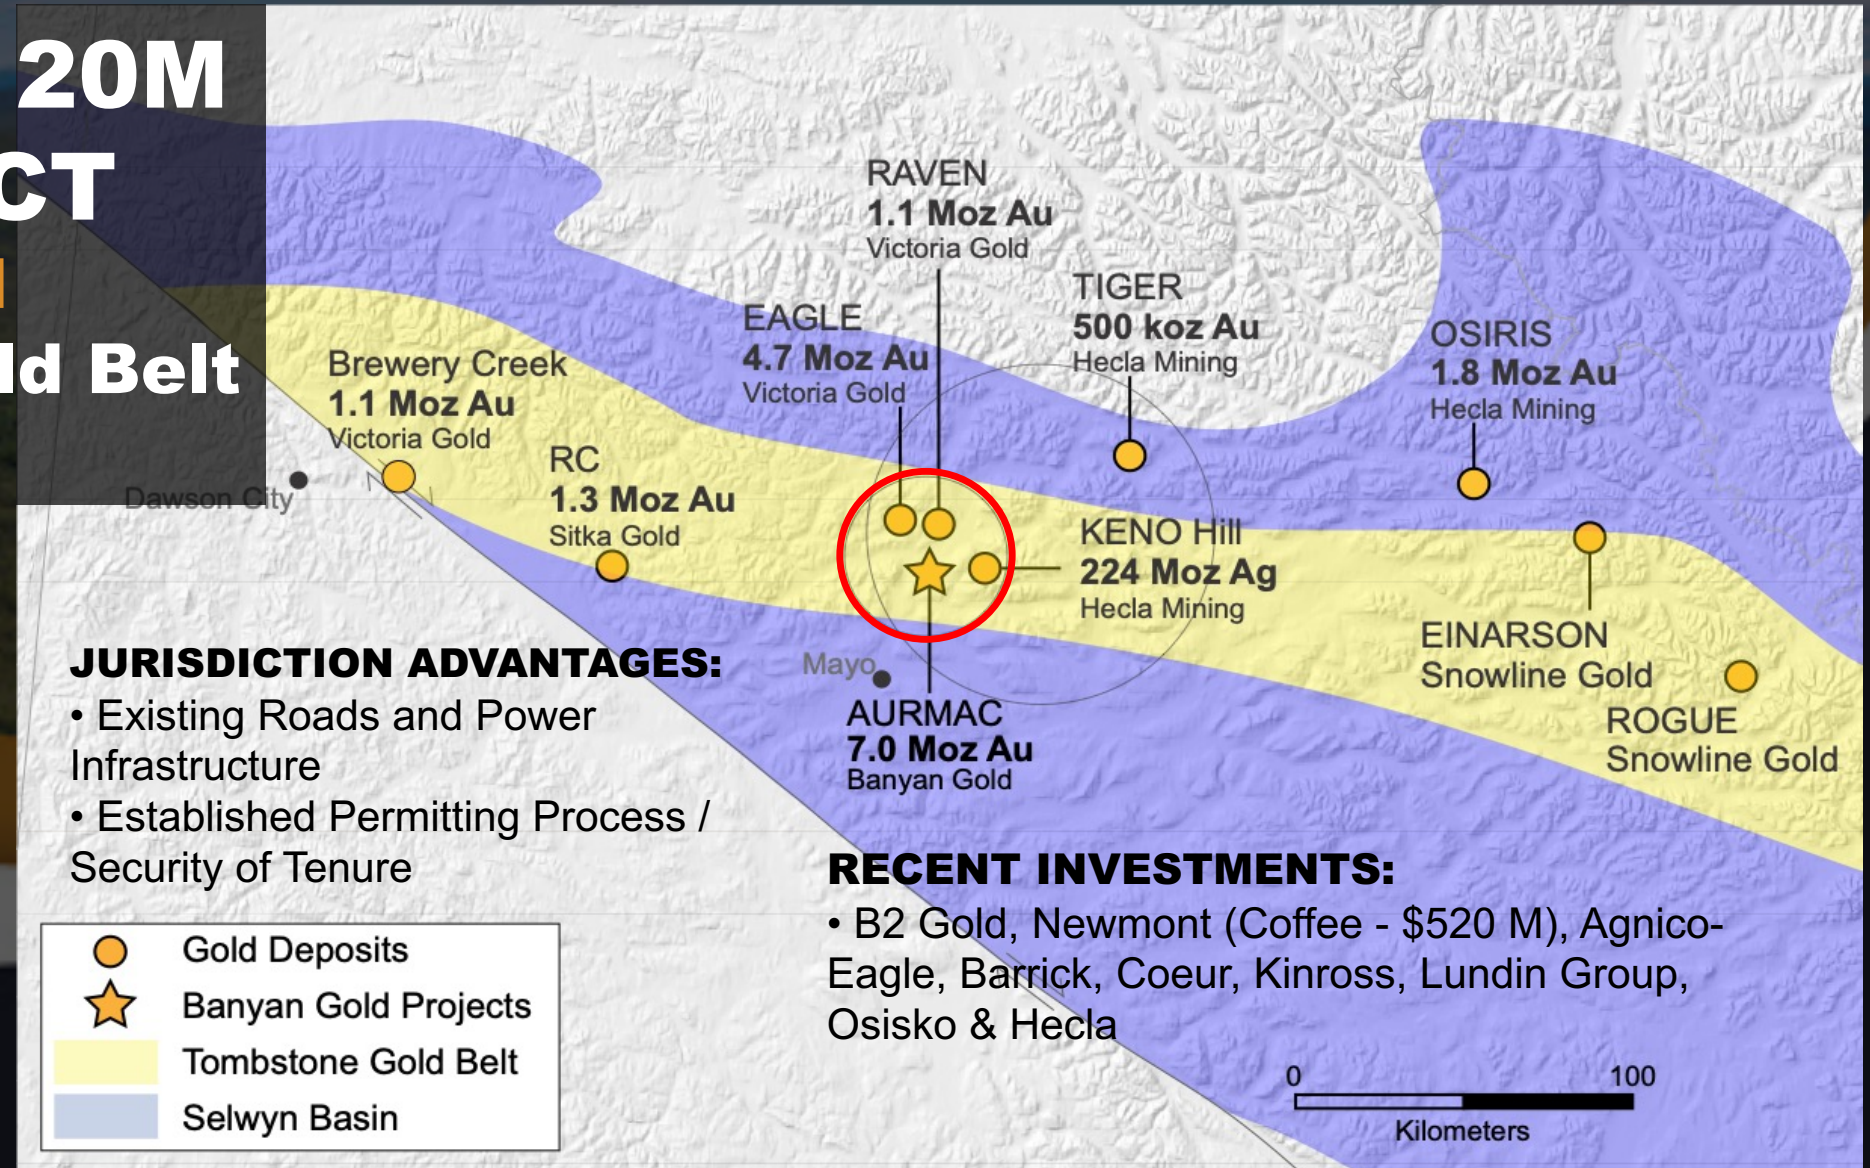 20M
CT
ld Belt
RAVEN
1.1 Moz Au
Victoria Gold
TIGER
500 koz Au
Hecla Mining
EAGLE
4.7 Moz Au
Victoria Gold
OSIRIS
1.8 Moz Au
Hecla Mining
Brewery Creek
1.1 Moz Au
Victoria Gold
RC
1.3 Moz Au
Sitka Gold
Dawson City
KENO Hill
224 Moz Ag
Hecla Mining
EINARSON
Snowline Gold
ROGUE
Snowline Gold
Mayo
AURMAC
7.0 Moz Au
Banyan Gold
JURISDICTION ADVANTAGES:
• Existing Roads and Power
Infrastructure
• Established Permitting Process /
Security of Tenure
RECENT INVESTMENTS:
• B2 Gold, Newmont (Coffee - $520 M), Agnico-
Eagle, Barrick, Coeur, Kinross, Lundin Group,
Osisko & Hecla
Gold Deposits
Banyan Gold Projects
Tombstone Gold Belt
Selwyn Basin
0 100
Kilometers